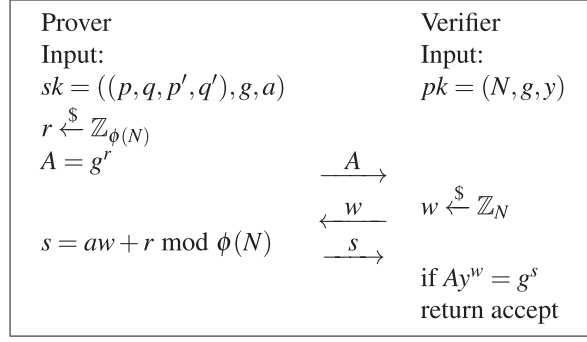 Prover Verifier
Input: Input:
sk = ((p,q,p′,q′),g,a) pk = (N,g,y)
r ←$ ℤ_ϕ(N)
A = g^r
A
w w ←$ ℤ_N
s = aw + r mod ϕ(N) s
if Ay^w = g^s
return accept